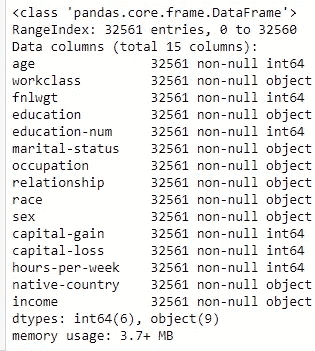 <class 'pandas.core.frame.DataFrame'>
RangeIndex: 32561 entries, 0 to 32560
Data columns (total 15 columns):
age 32561 non-null int64
workclass 32561 non-null object
fnlwgt 32561 non-null int64
education 32561 non-null object
education-num 32561 non-null int64
marital-status 32561 non-null object
occupation 32561 non-null object
relationship 32561 non-null object
race 32561 non-null object
sex 32561 non-null object
capital-gain 32561 non-null int64
capital-loss 32561 non-null int64
hours-per-week 32561 non-null int64
native-country 32561 non-null object
income 32561 non-null object
dtypes: int64(6), object(9)
memory usage: 3.7+ MB